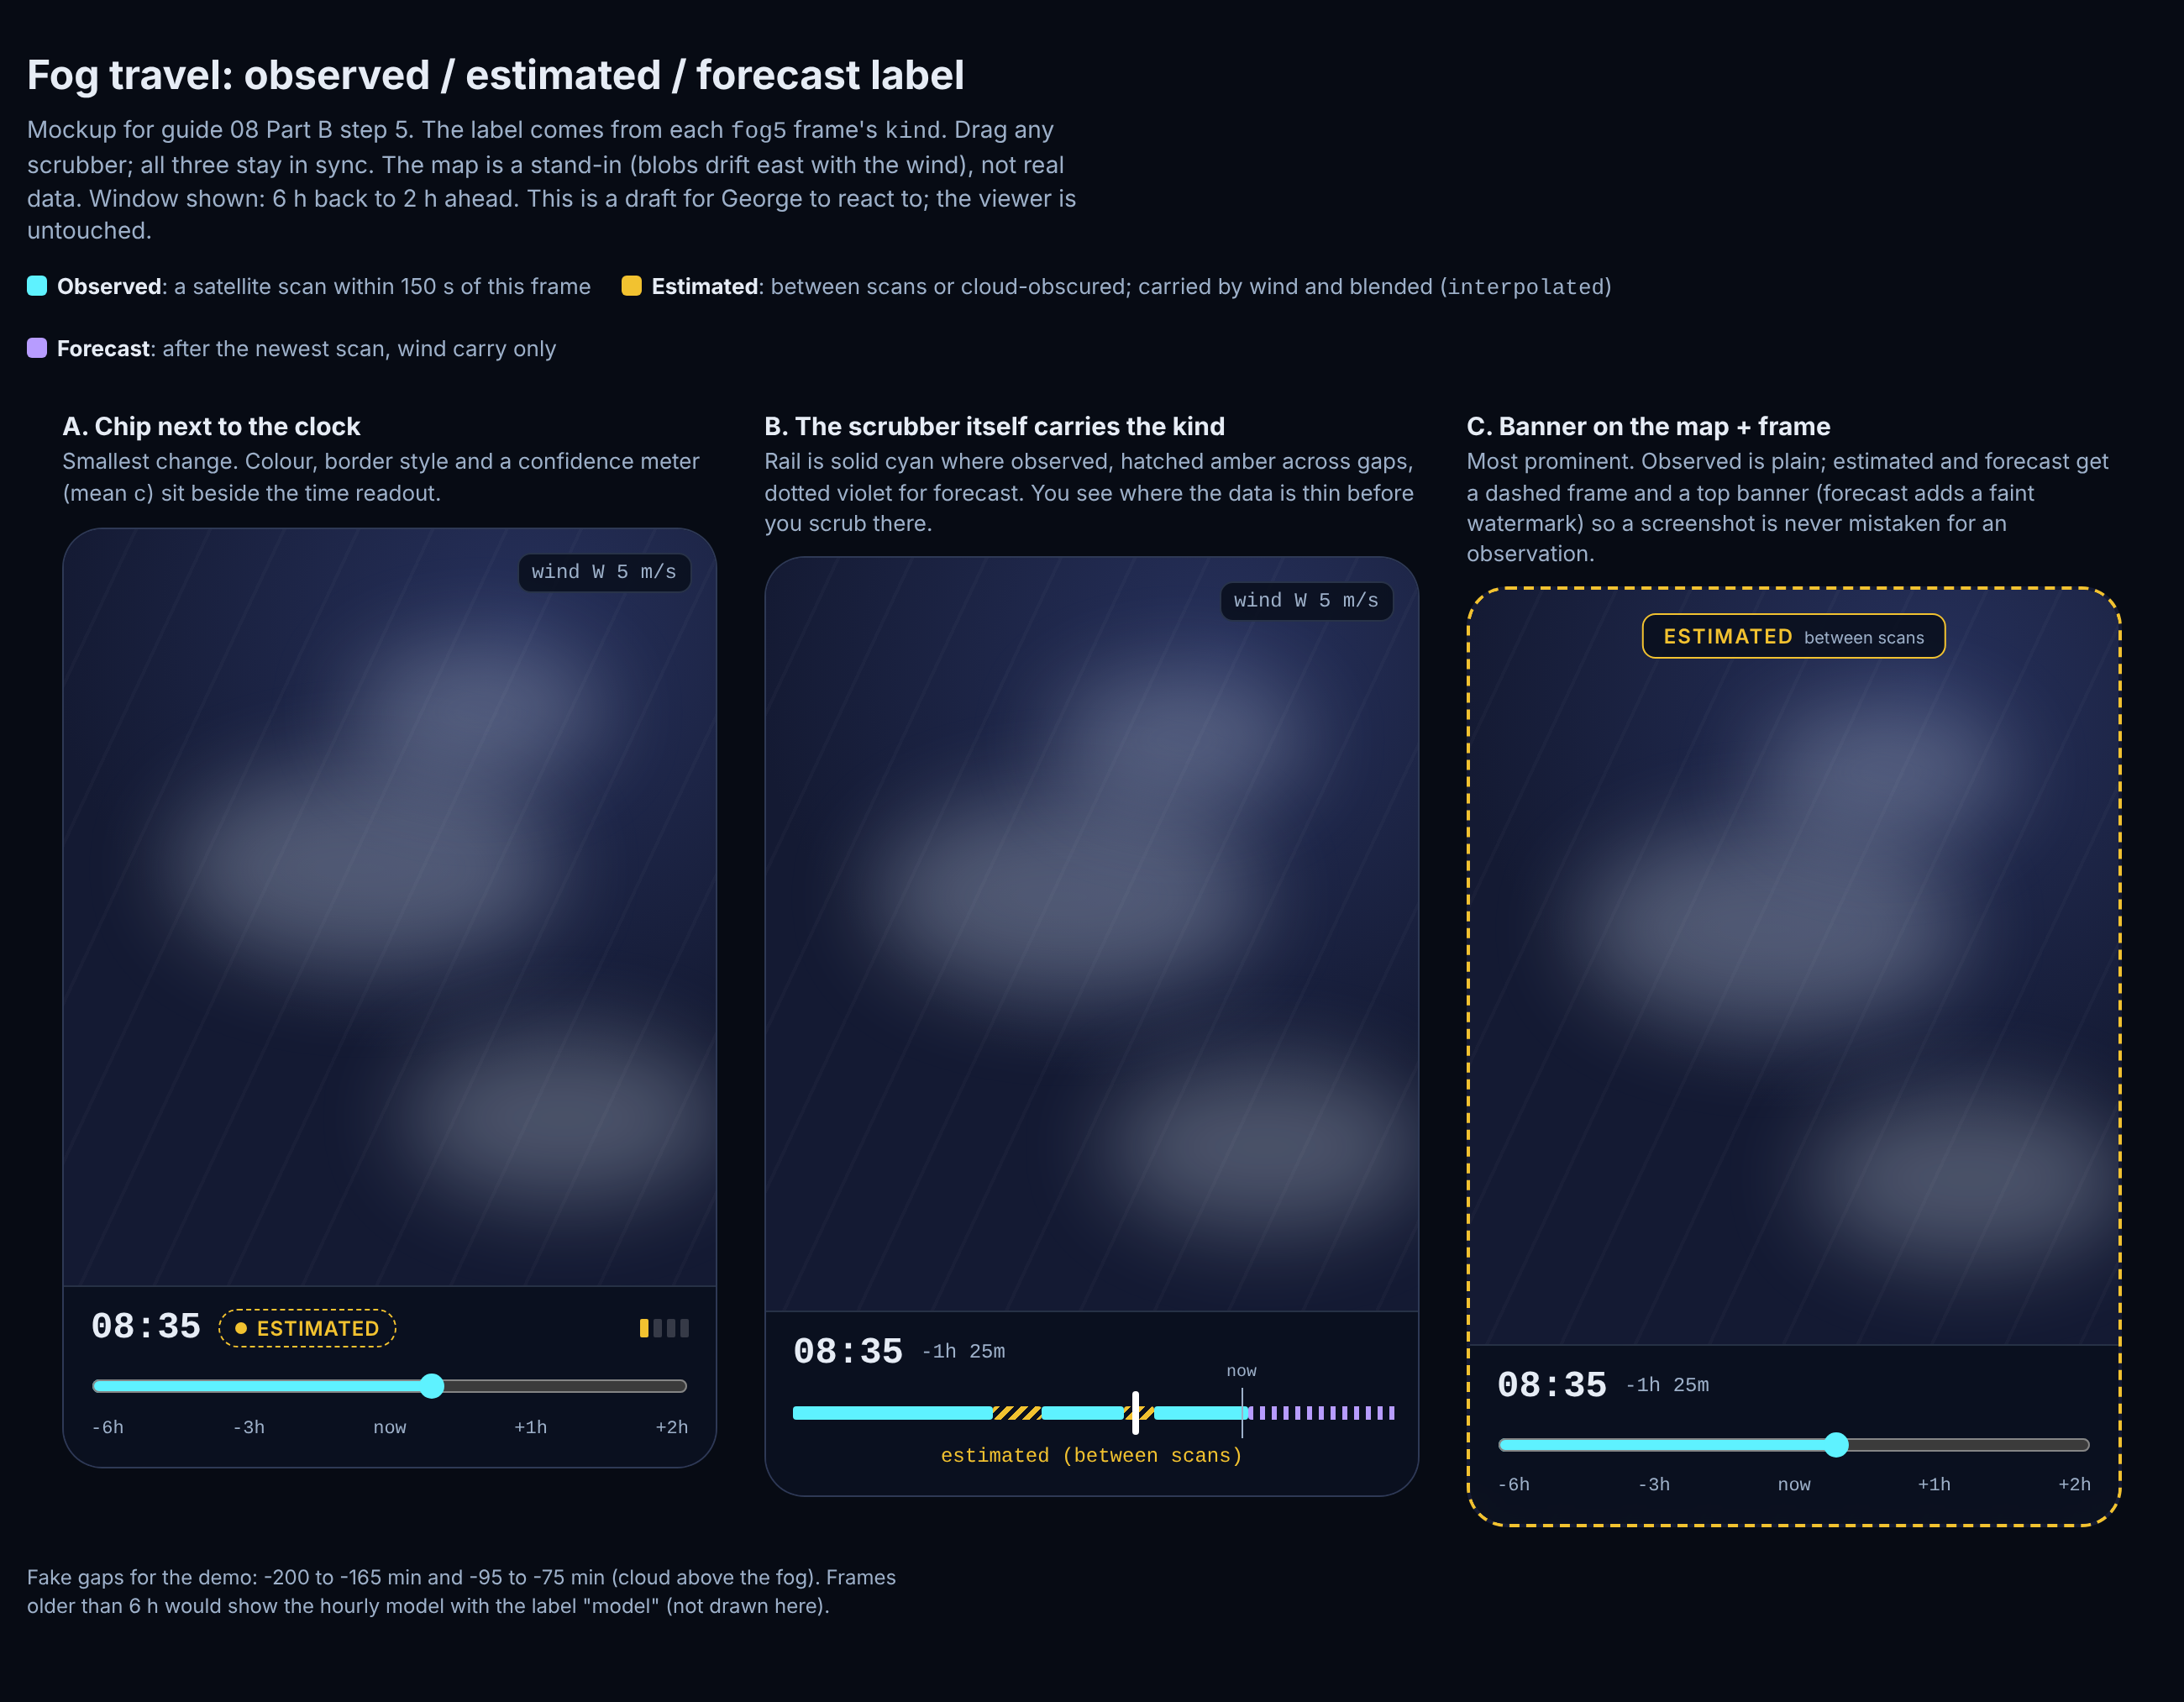 Fog travel: observed / estimated / forecast label
Mockup for guide 08 Part B step 5. The label comes from each fog5 frame's kind. Drag any
scrubber; all three stay in sync. The map is a stand-in (blobs drift east with the wind), not real
data. Window shown: 6 h back to 2 h ahead. This is a draft for George to react to; the viewer is
untouched.
Observed: a satellite scan within 150 s of this frame
Estimated: between scans or cloud-obscured; carried by wind and blended (interpolated)
Forecast: after the newest scan, wind carry only
A. Chip next to the clock
Smallest change. Colour, border style and a confidence meter
(mean c) sit beside the time readout.
wind W 5 m/s
08:35
ESTIMATED
-6h -3h now +1h +2h
B. The scrubber itself carries the kind
Rail is solid cyan where observed, hatched amber across gaps,
dotted violet for forecast. You see where the data is thin before
you scrub there.
wind W 5 m/s
08:35 -1h 25m
now
estimated (between scans)
C. Banner on the map + frame
Most prominent. Observed is plain; estimated and forecast get
a dashed frame and a top banner (forecast adds a faint
watermark) so a screenshot is never mistaken for an
observation.
ESTIMATED between scans
08:35 -1h 25m
-6h -3h now +1h +2h
Fake gaps for the demo: -200 to -165 min and -95 to -75 min (cloud above the fog). Frames
older than 6 h would show the hourly model with the label "model" (not drawn here).